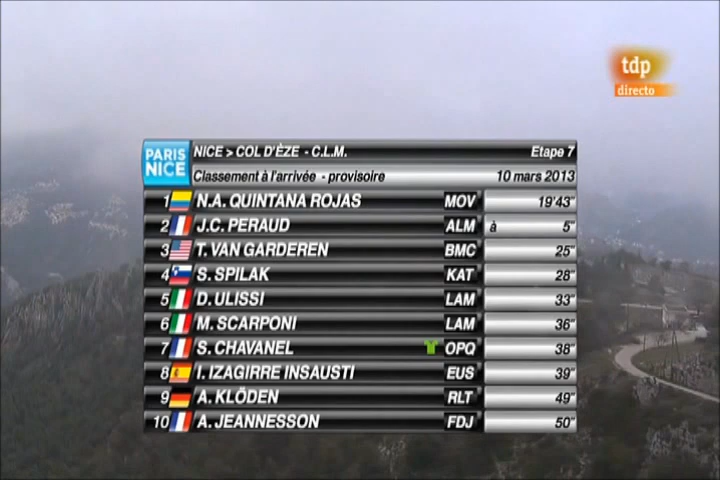 tdp
directo
PARIS NICE
NICE > COL D'ÈZE - C.L.M. Etape 7
Classement à l'arrivée - provisoire 10 mars 2013
1 N.A. QUINTANA ROJAS MOV 19'43"
2 J.C. PERAUD ALM à 5"
3 T. VAN GARDEREN BMC 25"
4 S. SPILAK KAT 28"
5 D. ULISSI LAM 33"
6 M. SCARPONI LAM 36"
7 S. CHAVANEL OPQ 38"
8 I. IZAGIRRE INSAUSTI EUS 39"
9 A. KLÖDEN RLT 49"
10 A. JEANNESSON FDJ 50"